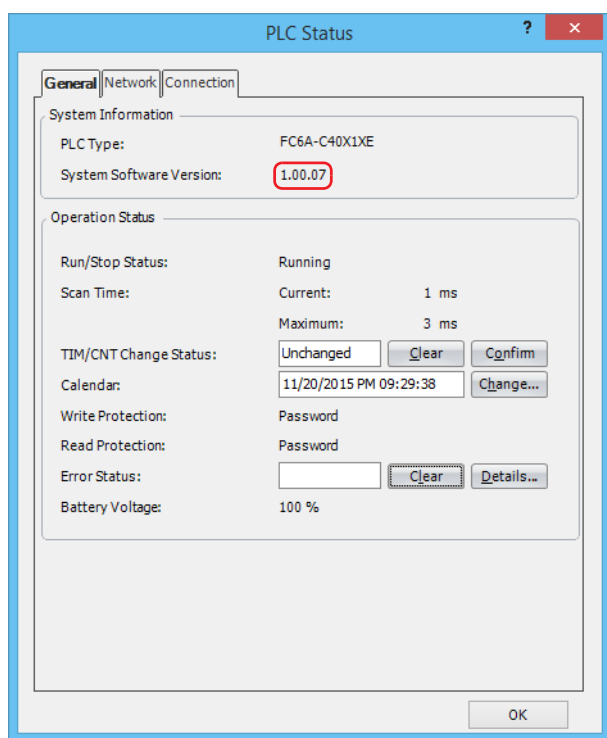 PLC Status ? ×
General Network Connection
System Information
PLC Type: FC6A-C40X1XE
System Software Version: 1.00.07
Operation Status
Run/Stop Status: Running
Scan Time: Current: 1 ms
Maximum: 3 ms
TIM/CNT Change Status: Unchanged Clear Confirm
Calendar: 11/20/2015 PM 09:29:38 Change...
Write Protection: Password
Read Protection: Password
Error Status: Clear Details...
Battery Voltage: 100 %
OK